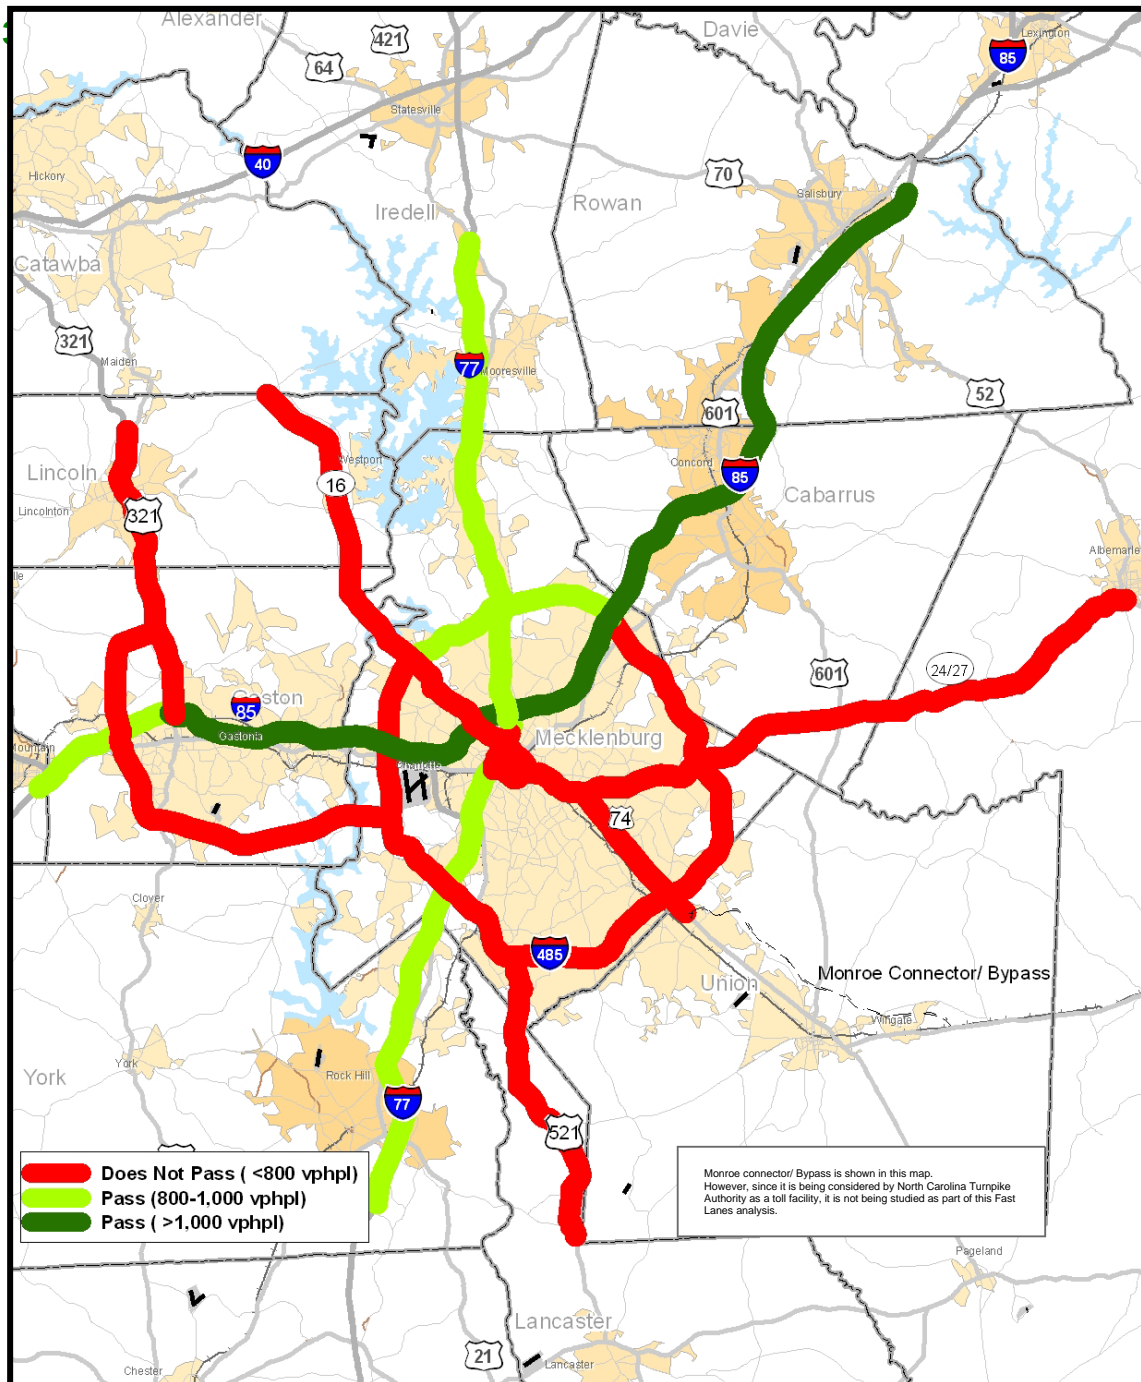 Alexander
421
Davie
Lexington
85
64
Statesville
40
Hickory
70
Salisbury
Iredell
Rowan
Catawba
321
Maiden
77
Mooresville
52
601
Westport
Concord
85
Lincoln
16
Cabarrus
Lincolnton
321
Albemarle
24/27
601
Gaston
85
Gastonia
Mecklenburg
Mountain
Charlotte
74
Clover
485
Monroe Connector/ Bypass
Union
Wingate
York
York
Rock Hill
77
521
Does Not Pass ( <800 vphpl)
Pass (800-1,000 vphpl)
Pass ( >1,000 vphpl)
Monroe connector/ Bypass is shown in this map.
However, since it is being considered by North Carolina Turnpike
Authority as a toll facility, it is not being studied as part of this Fast
Lanes analysis.
Pageland
Lancaster
21
Lancaster
Chester